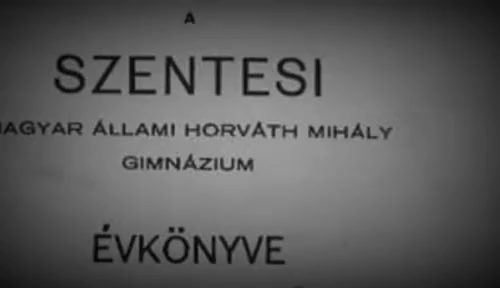 A
SZENTESI
AGYAR ÁLLAMI HORVÁTH MIHÁLY
GIMNÁZIUM
ÉVKÖNYVE